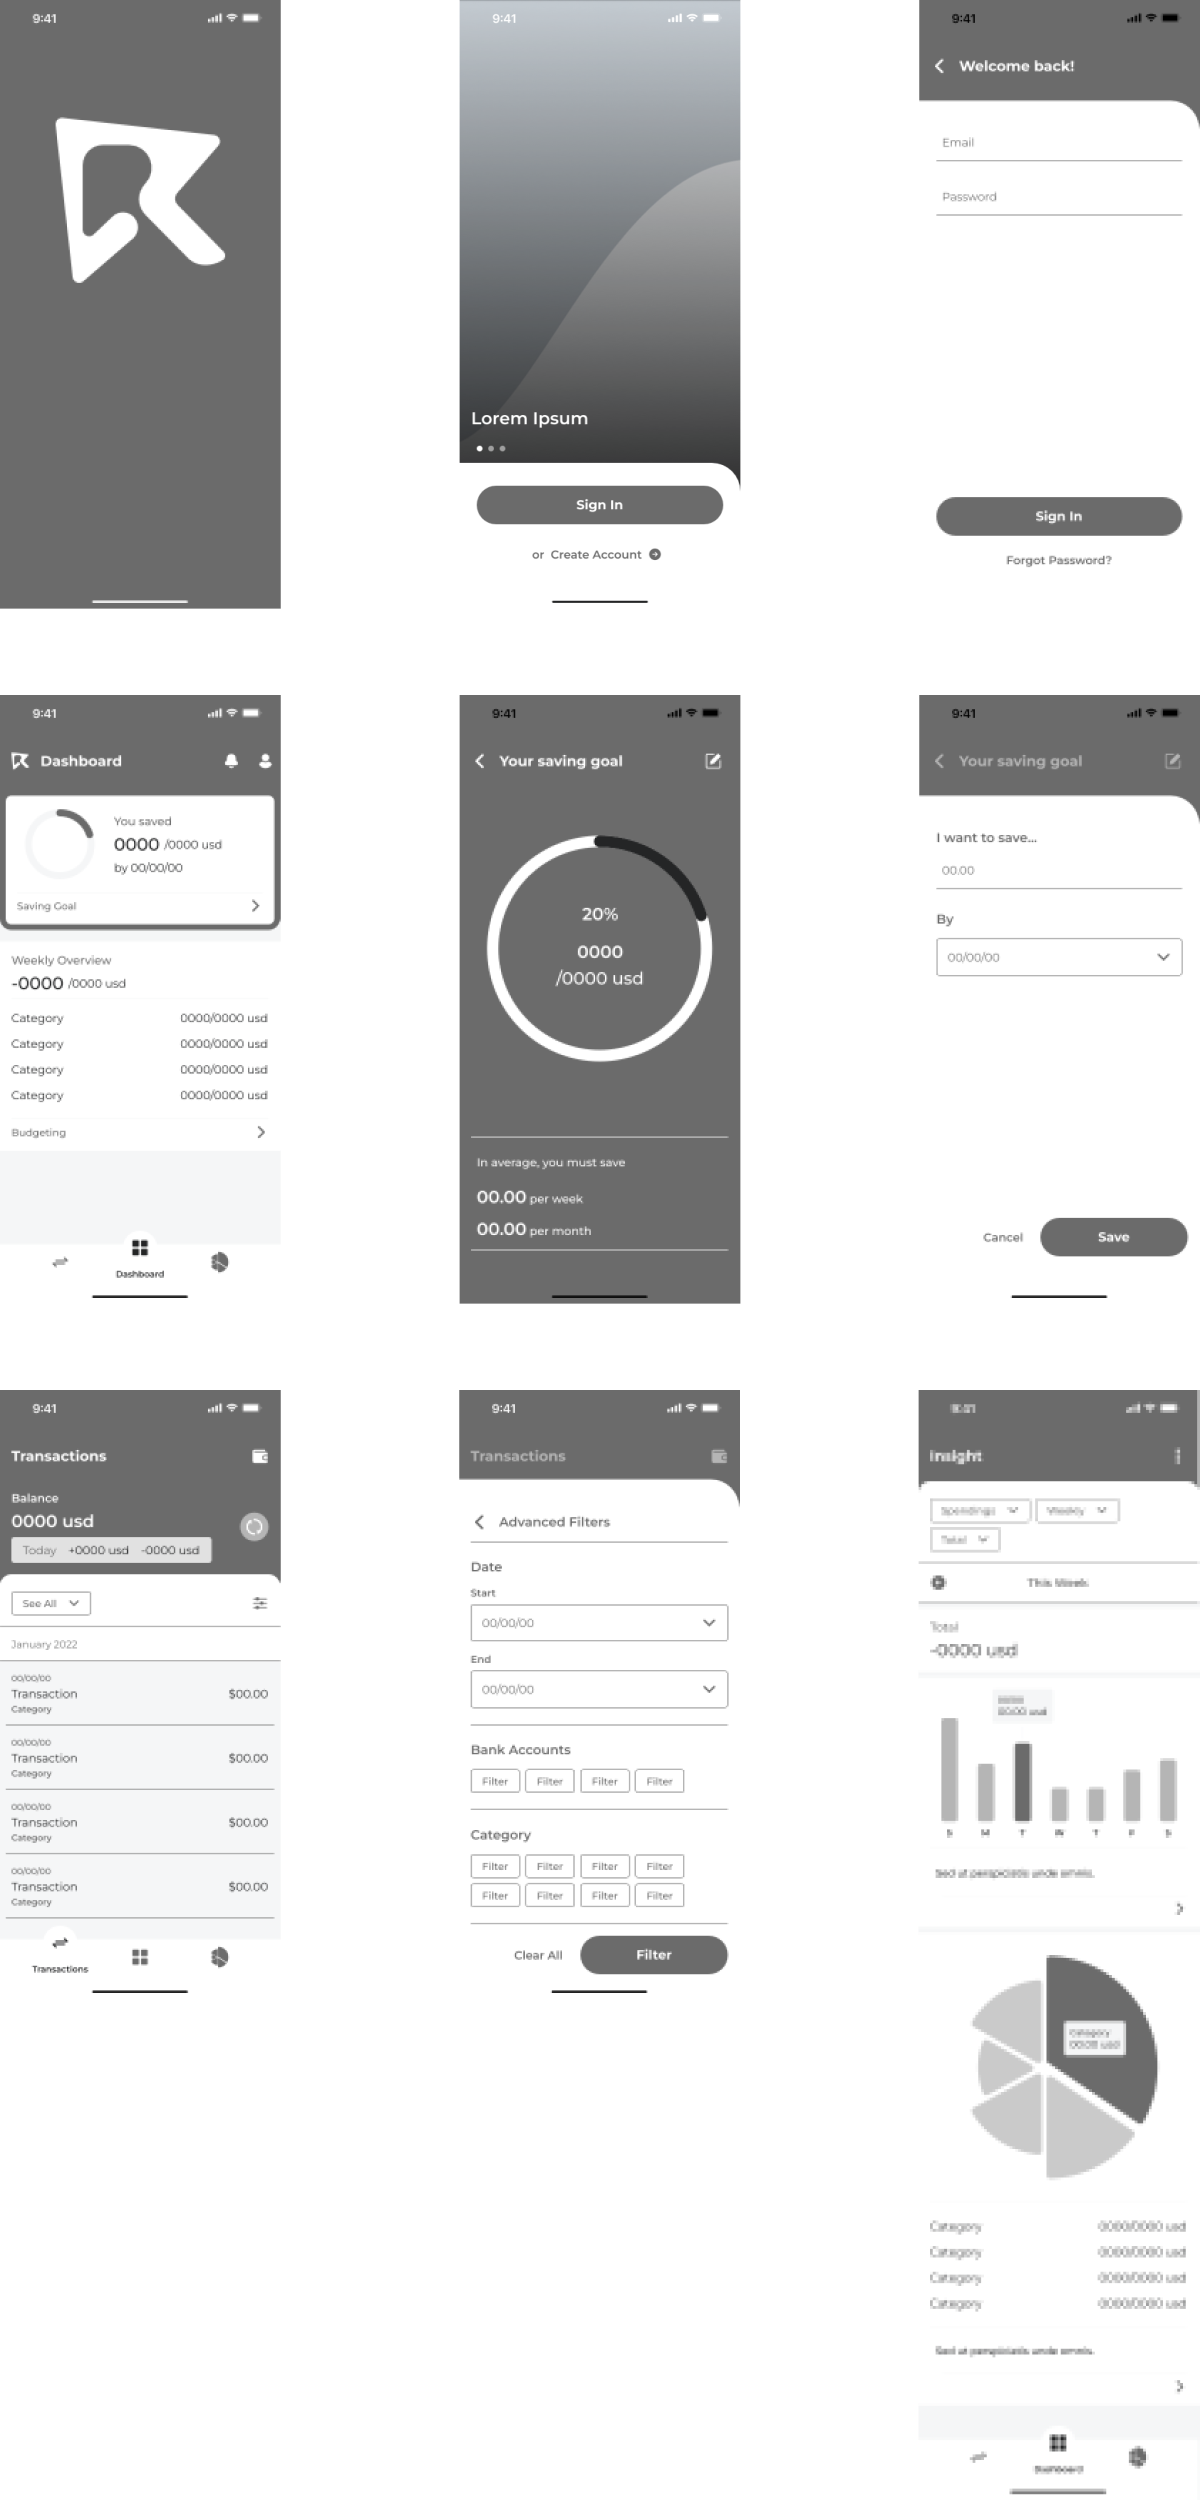 9:41
9:41
Lorem Ipsum
Sign In
or Create Account
9:41
Welcome back!
Email
Password
Sign In
Forgot Password?
9:41
Dashboard
You saved
0000 /0000 usd
by 00/00/00
Saving Goal
Weekly Overview
-0000 /0000 usd
Category 0000/0000 usd
Category 0000/0000 usd
Category 0000/0000 usd
Category 0000/0000 usd
Budgeting
Dashboard
9:41
Your saving goal
20%
0000
/0000 usd
In average, you must save
00.00 per week
00.00 per month
9:41
Your saving goal
I want to save...
00.00
By
00/00/00
Cancel Save
9:41
Transactions
Balance
0000 usd
Today +0000 usd -0000 usd
See All
January 2022
00/00/00
Transaction $00.00
Category
00/00/00
Transaction $00.00
Category
00/00/00
Transaction $00.00
Category
00/00/00
Transaction $00.00
Category
Transactions
9:41
Transactions
Advanced Filters
Date
Start
00/00/00
End
00/00/00
Bank Accounts
Filter Filter Filter Filter
Category
Filter Filter Filter Filter
Filter Filter Filter Filter
Clear All Filter
9:41
Insight
Spendings Weekly
Total
This Week
Total
-0000 usd
S M T W T F S
Sed ut perspiciatis unde omnis.
Category
Category 0000/0000 usd
Category 0000/0000 usd
Category 0000/0000 usd
Category 0000/0000 usd
Sed ut perspiciatis unde omnis.
Dashboard